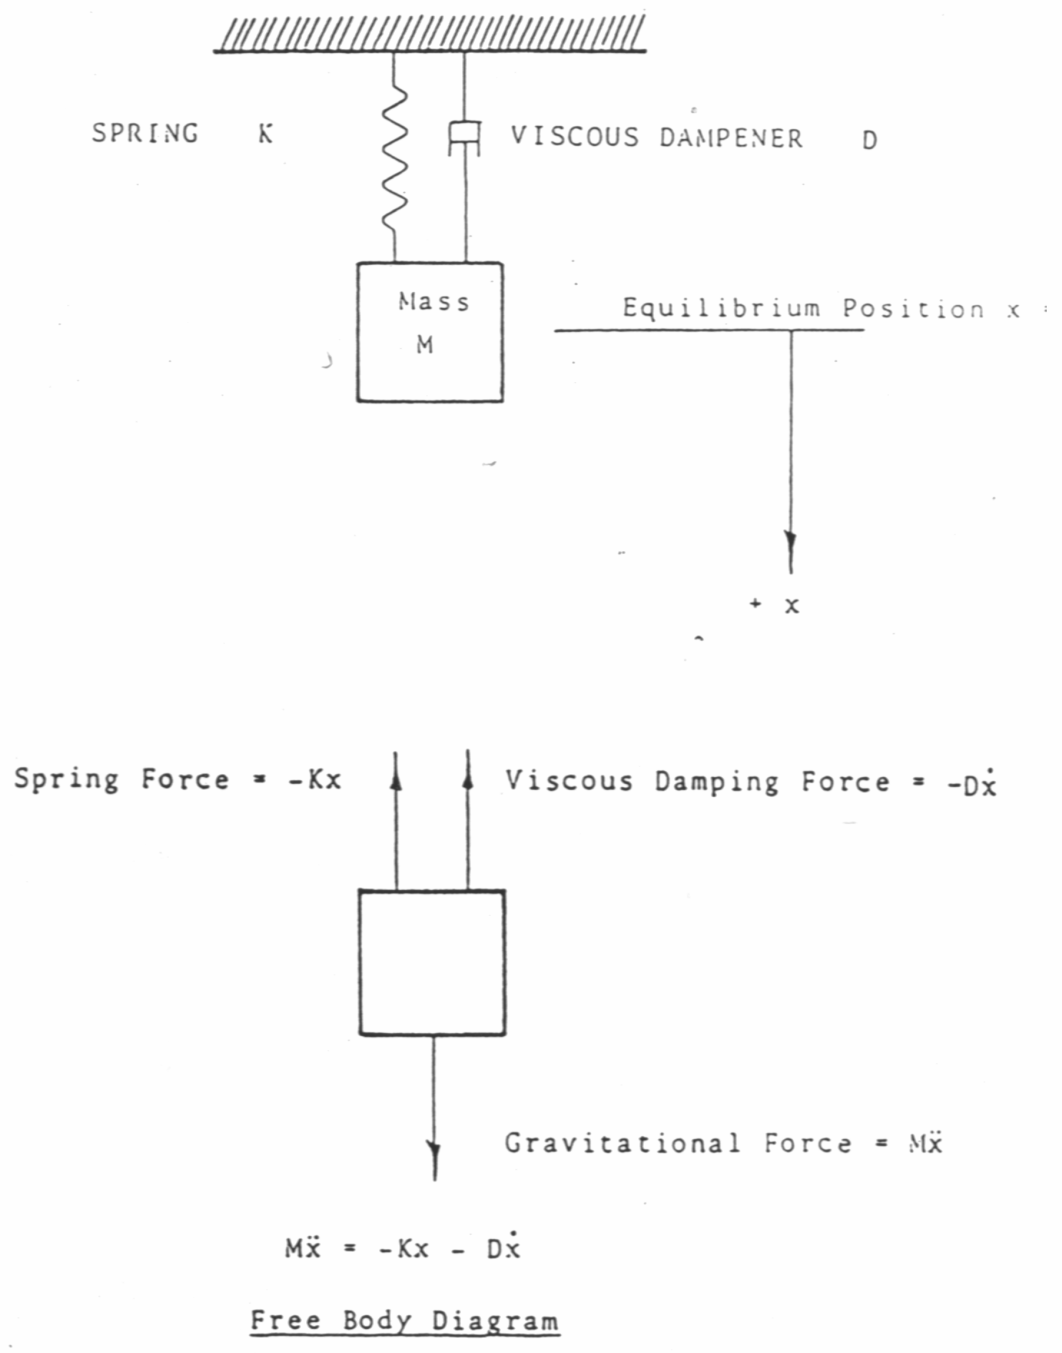 SPRING K
VISCOUS DAMPENER D
Mass
M
Equilibrium Position x =
+ x
Spring Force = -Kx
Viscous Damping Force = -Dẋ
Gravitational Force = Mẍ
Mẍ = -Kx - Dẋ
Free Body Diagram